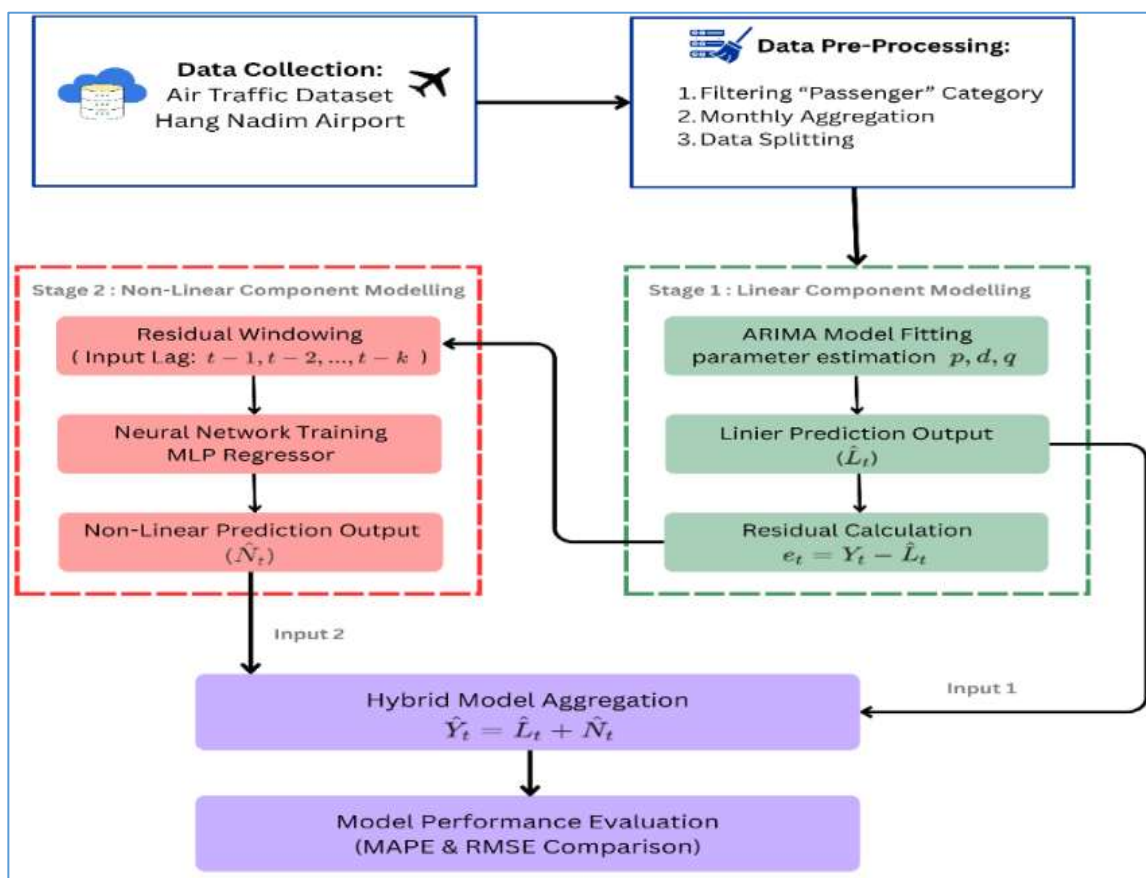 Data Collection:
Air Traffic Dataset
Hang Nadim Airport
Data Pre-Processing:
1. Filtering “Passenger” Category
2. Monthly Aggregation
3. Data Splitting
Stage 1 : Linear Component Modelling
ARIMA Model Fitting
parameter estimation p, d, q
Linier Prediction Output
(L̂ₜ)
Residual Calculation
eₜ = Yₜ − L̂ₜ
Stage 2 : Non-Linear Component Modelling
Residual Windowing
( Input Lag: t − 1, t − 2, ..., t − k )
Neural Network Training
MLP Regressor
Non-Linear Prediction Output
(N̂ₜ)
Input 2
Input 1
Hybrid Model Aggregation
Ŷₜ = L̂ₜ + N̂ₜ
Model Performance Evaluation
(MAPE & RMSE Comparison)